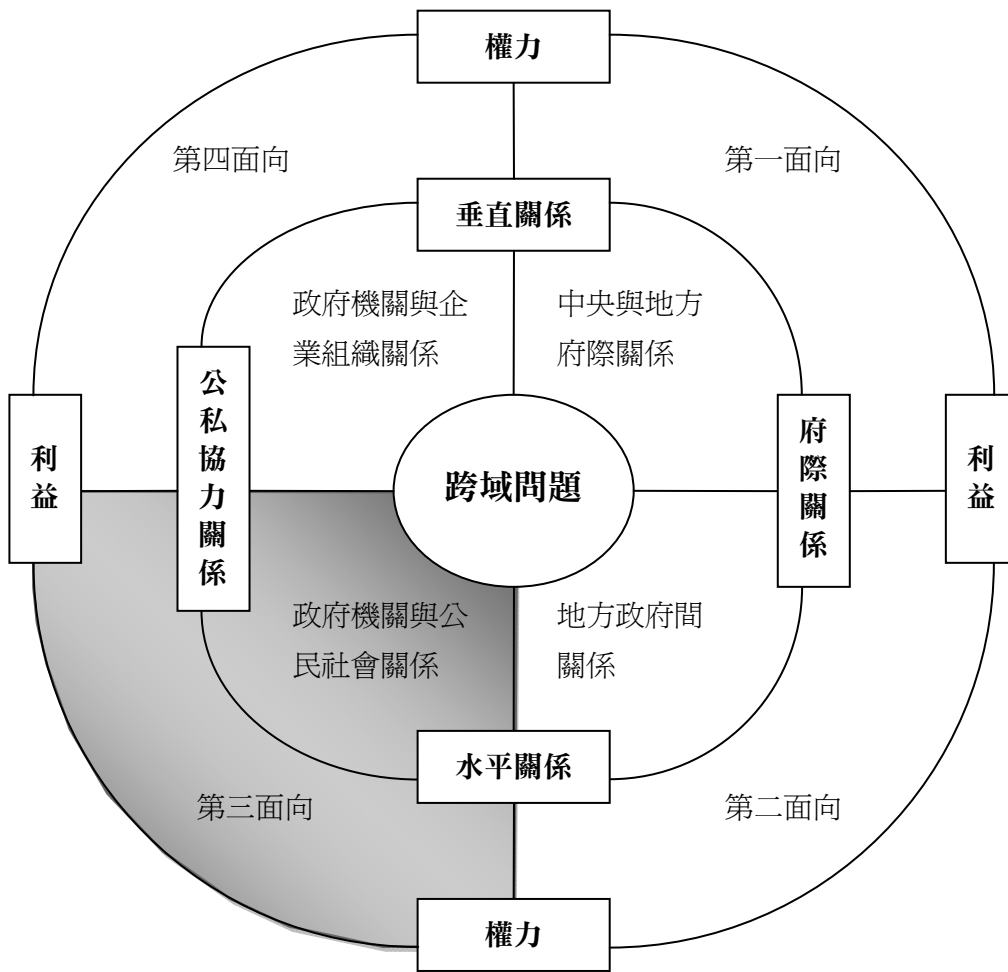 權力
第四面向
第一面向
垂直關係
政府機關與企
業組織關係
中央與地方
府際關係
公私協力關係
利益
跨域問題
府際關係
利益
政府機關與公
民社會關係
地方政府間
關係
水平關係
第三面向
第二面向
權力